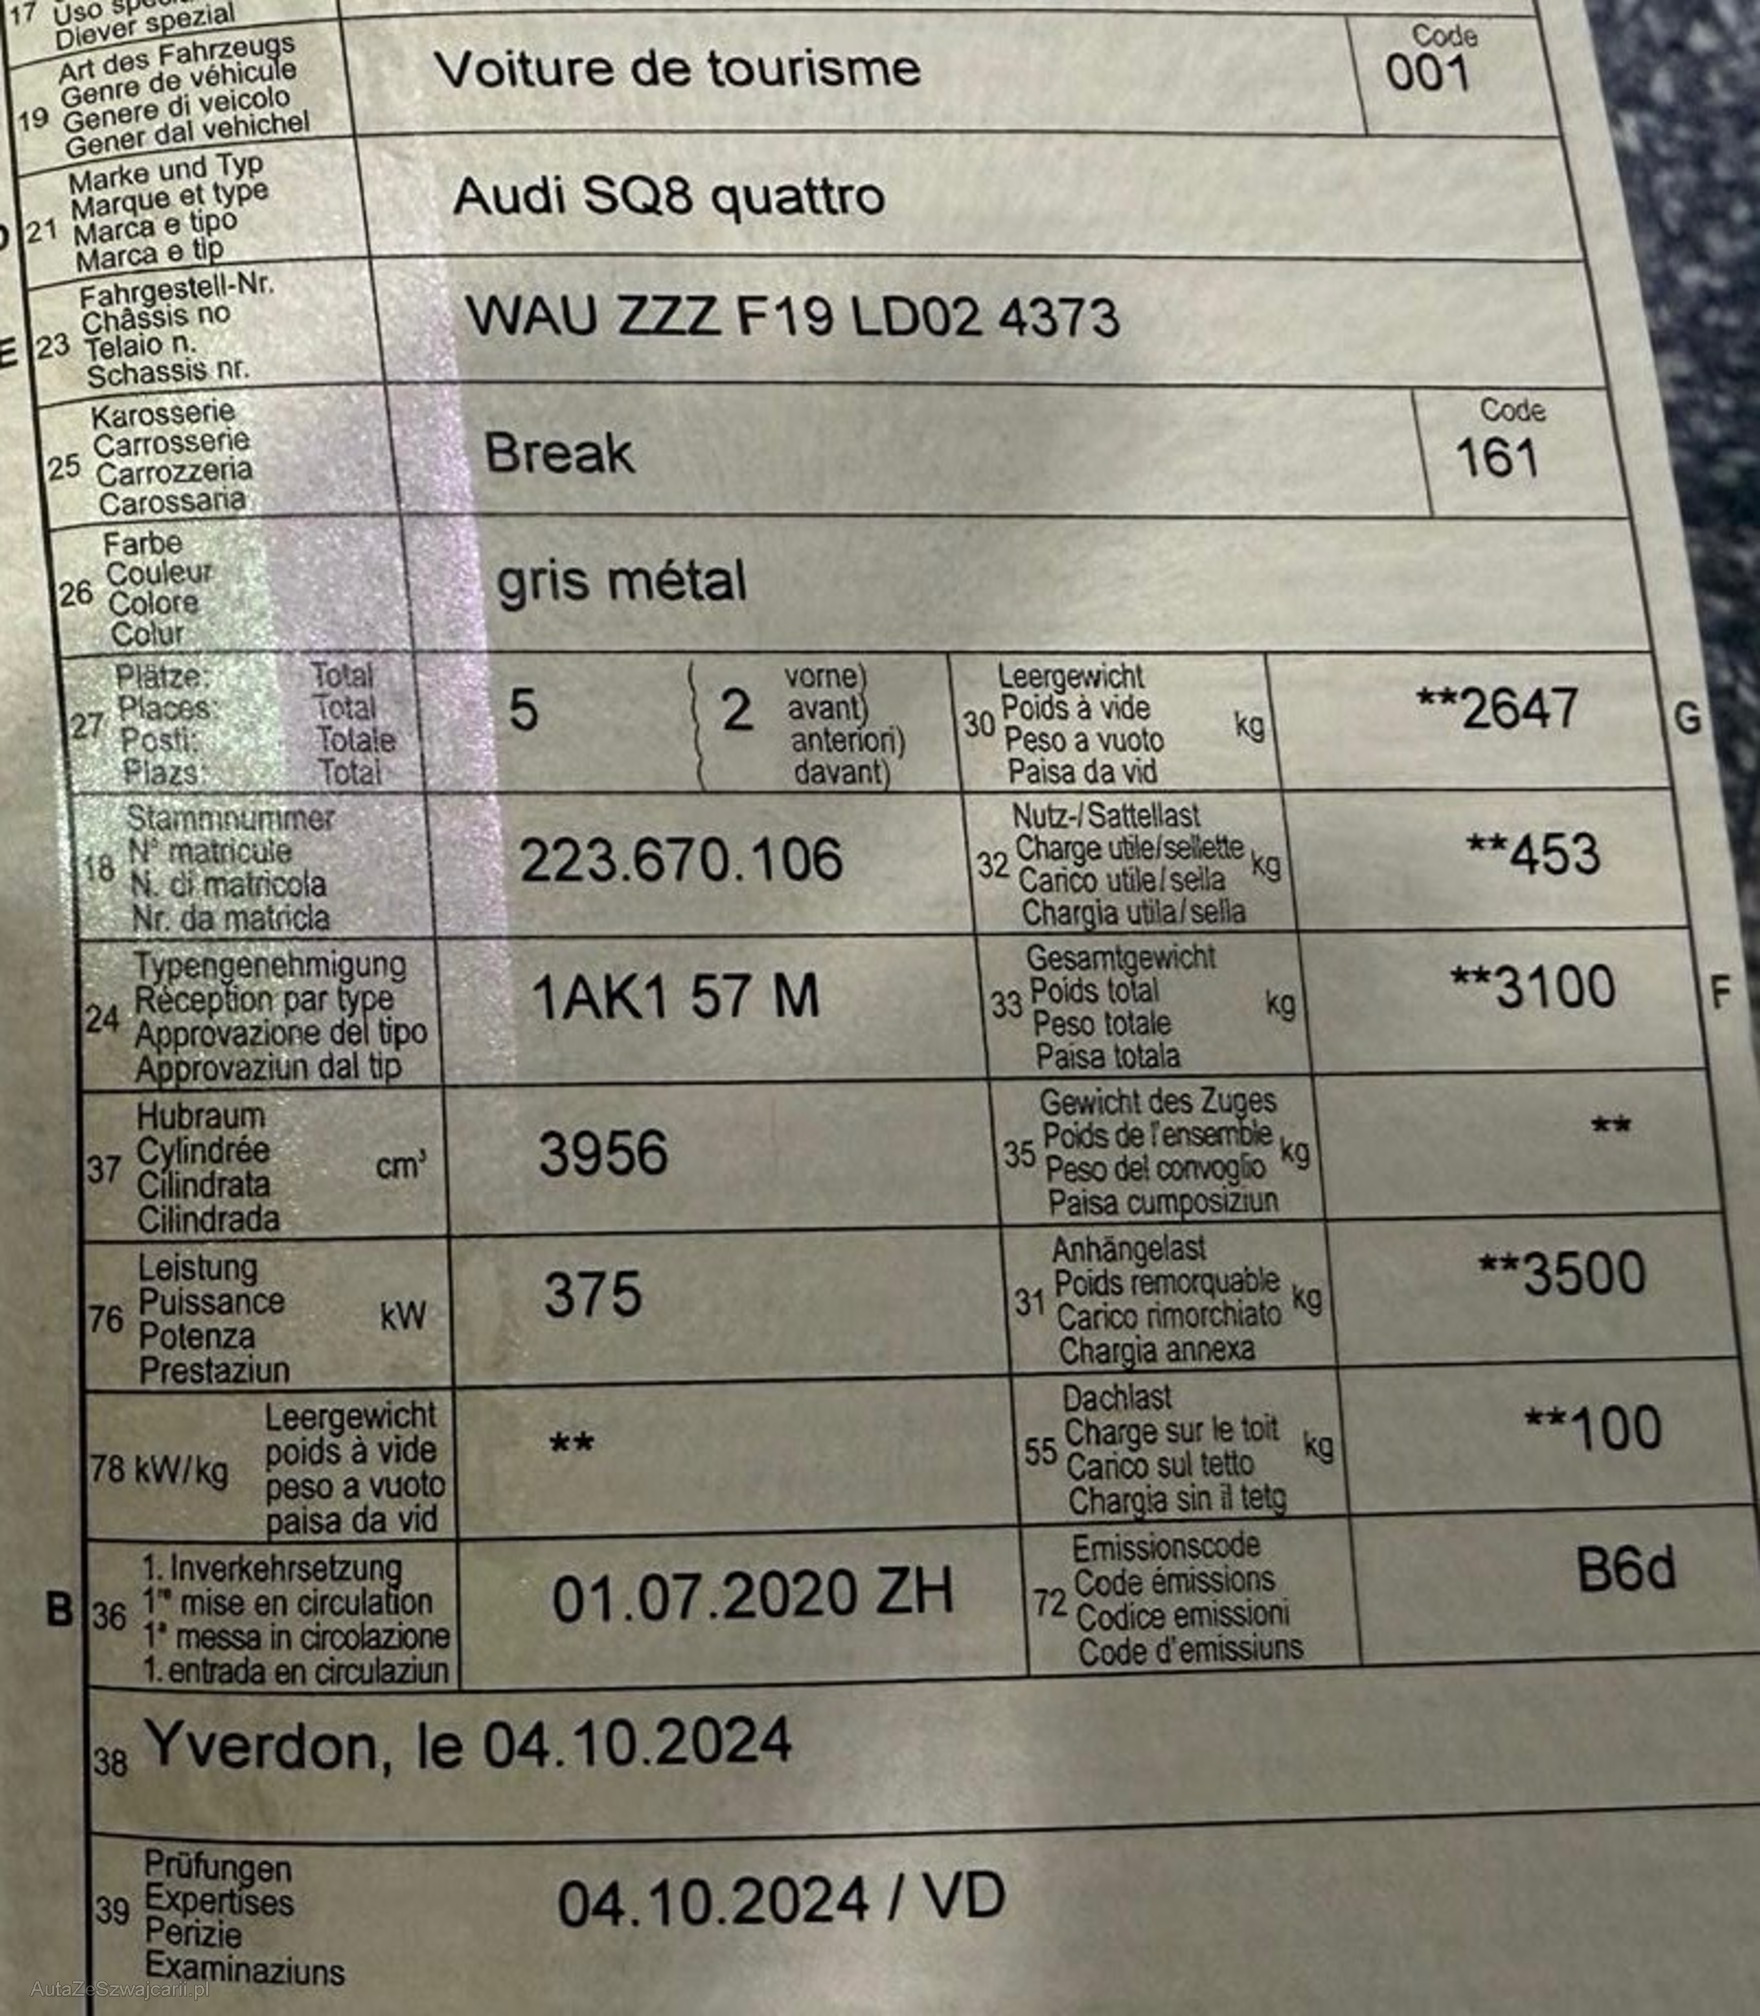 17 Uso
Diever spezial
19 Art des Fahrzeugs
Genre de véhicule
Genere di veicolo
Gener dal vehichel
Voiture de tourisme
Code
001
21 Marke und Typ
Marque et type
Marca e tipo
Marca e tip
Audi SQ8 quattro
E 23 Fahrgestell-Nr.
Châssis no
Telaio n.
Schassis nr.
WAU ZZZ F19 LD02 4373
25 Karosserie
Carrosserie
Carrozzeria
Carossaria
Break
Code
161
26 Farbe
Couleur
Colore
Colur
gris métal
27 Plätze: Total
Places: Total
Posti: Totale
Plazs: Total
5 ( 2 vorne)
avant)
anteriori)
davant)
30 Leergewicht
Poids à vide
Peso a vuoto
Paisa da vid
kg
**2647
G
18 Stammnummer
N° matricule
N. di matricola
Nr. da matricla
223.670.106
32 Nutz-/Sattellast
Charge utile/sellette
Carico utile/sella
Chargia utila/sella
kg
**453
24 Typengenehmigung
Réception par type
Approvazione del tipo
Approvaziun dal tip
1AK1 57 M
33 Gesamtgewicht
Poids total
Peso totale
Paisa totala
kg
**3100
F
37 Hubraum
Cylindrée
Cilindrata
Cilindrada
cm³
3956
35 Gewicht des Zuges
Poids de l'ensemble
Peso del convoglio
Paisa cumposiziun
kg
**
76 Leistung
Puissance
Potenza
Prestaziun
kW
375
31 Anhängelast
Poids remorquable
Carico rimorchiato
Chargia annexa
kg
**3500
78 kW/kg
Leergewicht
poids à vide
peso a vuoto
paisa da vid
**
55 Dachlast
Charge sur le toit
Carico sul tetto
Chargia sin il tetg
kg
**100
B 36 1. Inverkehrsetzung
1re mise en circulation
1a messa in circolazione
1. entrada en circulaziun
01.07.2020 ZH
72 Emissionscode
Code émissions
Codice emissioni
Code d'emissiuns
B6d
38 Yverdon, le 04.10.2024
39 Prüfungen
Expertises
Perizie
Examinaziuns
04.10.2024 / VD
AutaZeSzwajcarii.pl